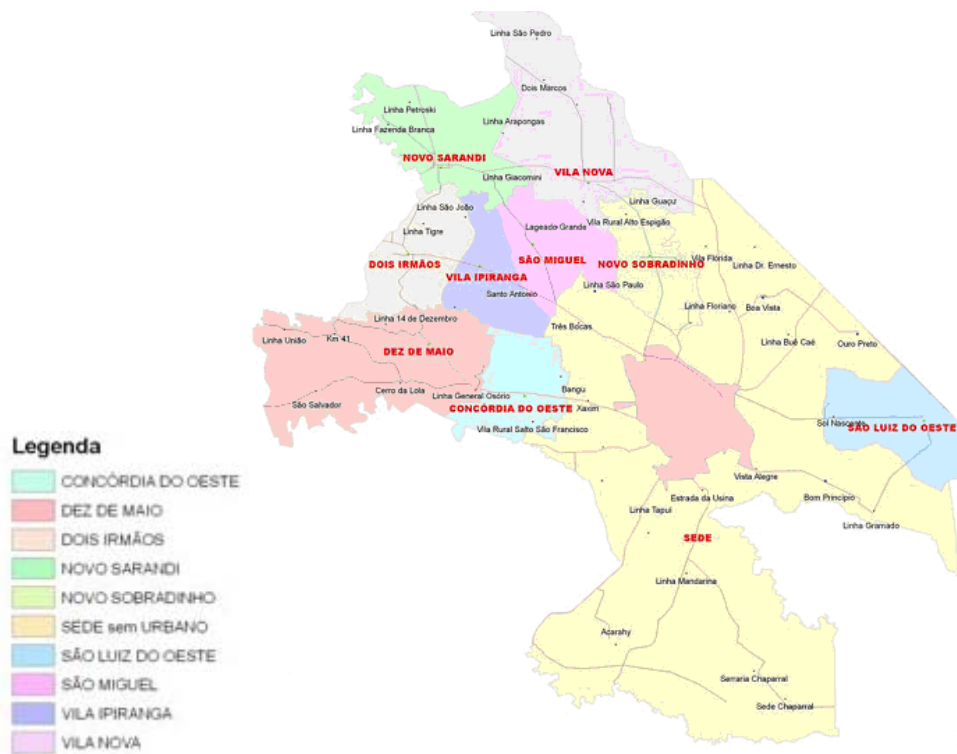 Linha São Pedro
Dois Marcos
Linha Petroski
Linha Fazenda Branca
Linha Arapongas
NOVO SARANDI
VILA NOVA
Linha Giacomini
Linha São João
Linha Guaçu
Vila Rural Alto Espigão
Linha Tigre
Lageado Grande
DOIS IRMÃOS
SÃO MIGUEL
NOVO SOBRADINHO
Vila Flórida
Linha Dr. Ernesto
VILA IPIRANGA
Santo Antonio
Linha São Paulo
Linha Floriano
Boa Vista
Linha 14 de Dezembro
Três Bocas
Linha União
Km 41
DEZ DE MAIO
Linha Buê Caé
Ouro Preto
Cerro da Lola
Linha General Osório
Bangu
São Salvador
CONCÓRDIA DO OESTE
Xaxim
Vila Rural Salto São Francisco
Sol Nascente
SÃO LUIZ DO OESTE
Vista Alegre
Estrada da Usina
Bom Princípio
Linha Tapuí
Linha Gramado
SEDE
Linha Mandarina
Acarahy
Serraria Chaparral
Sede Chaparral
Legenda
CONCÓRDIA DO OESTE
DEZ DE MAIO
DOIS IRMÃOS
NOVO SARANDI
NOVO SOBRADINHO
SEDE sem URBANO
SÃO LUIZ DO OESTE
SÃO MIGUEL
VILA IPIRANGA
VILA NOVA